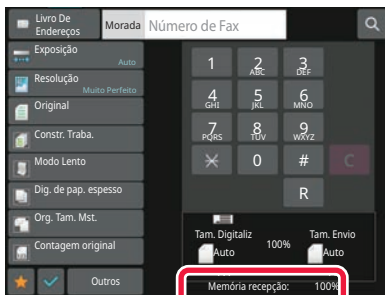 Livro De
Endereços
Morada
Número de Fax
Exposição
Auto
Resolução
Muito Perfeito
Original
Constr. Traba.
Modo Lento
Dig. de pap. espesso
Org. Tam. Mst.
Contagem original
Outros
1
2
ABC
3
DEF
4
GHI
5
JKL
6
MNO
7
PQRS
8
TUV
9
WXYZ
0
#
C
R
Tam. Digitaliz
Tam. Envio
Auto
100%
Auto
Memória recepção: 100%